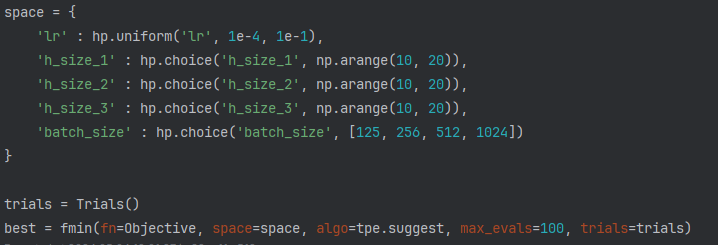 space = {
    'lr' : hp.uniform('lr', 1e-4, 1e-1),
    'h_size_1' : hp.choice('h_size_1', np.arange(10, 20)),
    'h_size_2' : hp.choice('h_size_2', np.arange(10, 20)),
    'h_size_3' : hp.choice('h_size_3', np.arange(10, 20)),
    'batch_size' : hp.choice('batch_size', [125, 256, 512, 1024])
}
trials = Trials()
best = fmin(fn=Objective, space=space, algo=tpe.suggest, max_evals=100, trials=trials)